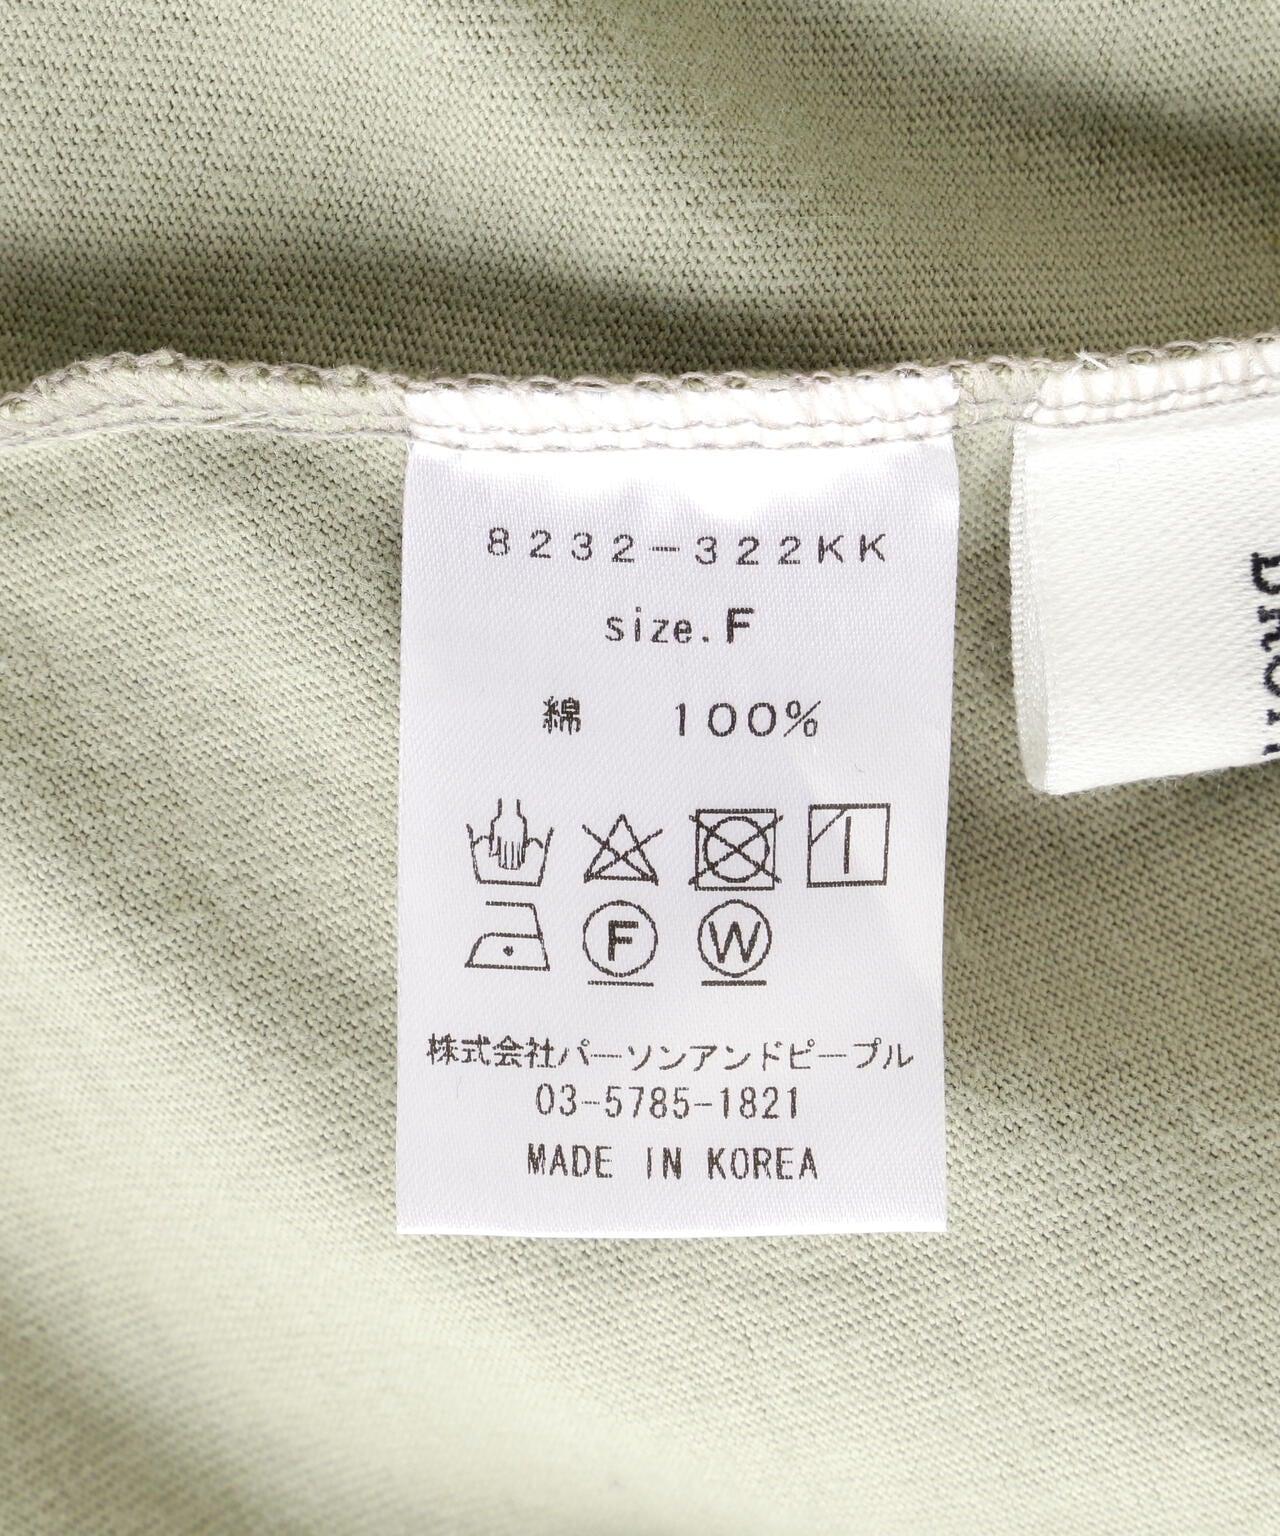 8232-322KK
size.F
綿 100%
F W
株式会社パーソンアンドピープル
03-5785-1821
MADE IN KOREA